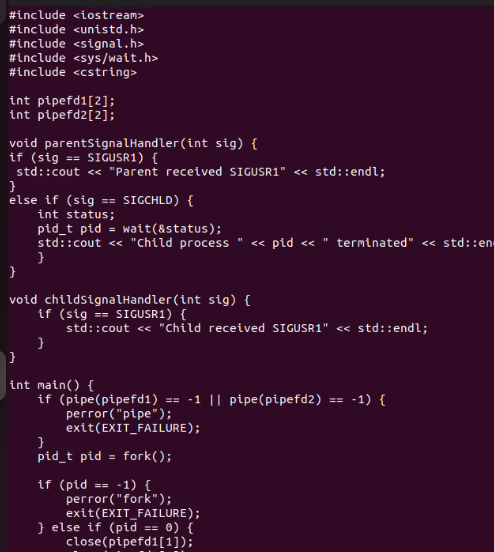 #include <iostream>
#include <unistd.h>
#include <signal.h>
#include <sys/wait.h>
#include <cstring>

int pipefd1[2];
int pipefd2[2];

void parentSignalHandler(int sig) {
if (sig == SIGUSR1) {
 std::cout << "Parent received SIGUSR1" << std::endl;
}
else if (sig == SIGCHLD) {
    int status;
    pid_t pid = wait(&status);
    std::cout << "Child process " << pid << " terminated" << std::en
    }
}

void childSignalHandler(int sig) {
    if (sig == SIGUSR1) {
        std::cout << "Child received SIGUSR1" << std::endl;
    }
}

int main() {
    if (pipe(pipefd1) == -1 || pipe(pipefd2) == -1) {
        perror("pipe");
        exit(EXIT_FAILURE);
    }
    pid_t pid = fork();

    if (pid == -1) {
        perror("fork");
        exit(EXIT_FAILURE);
    } else if (pid == 0) {
        close(pipefd1[1]);